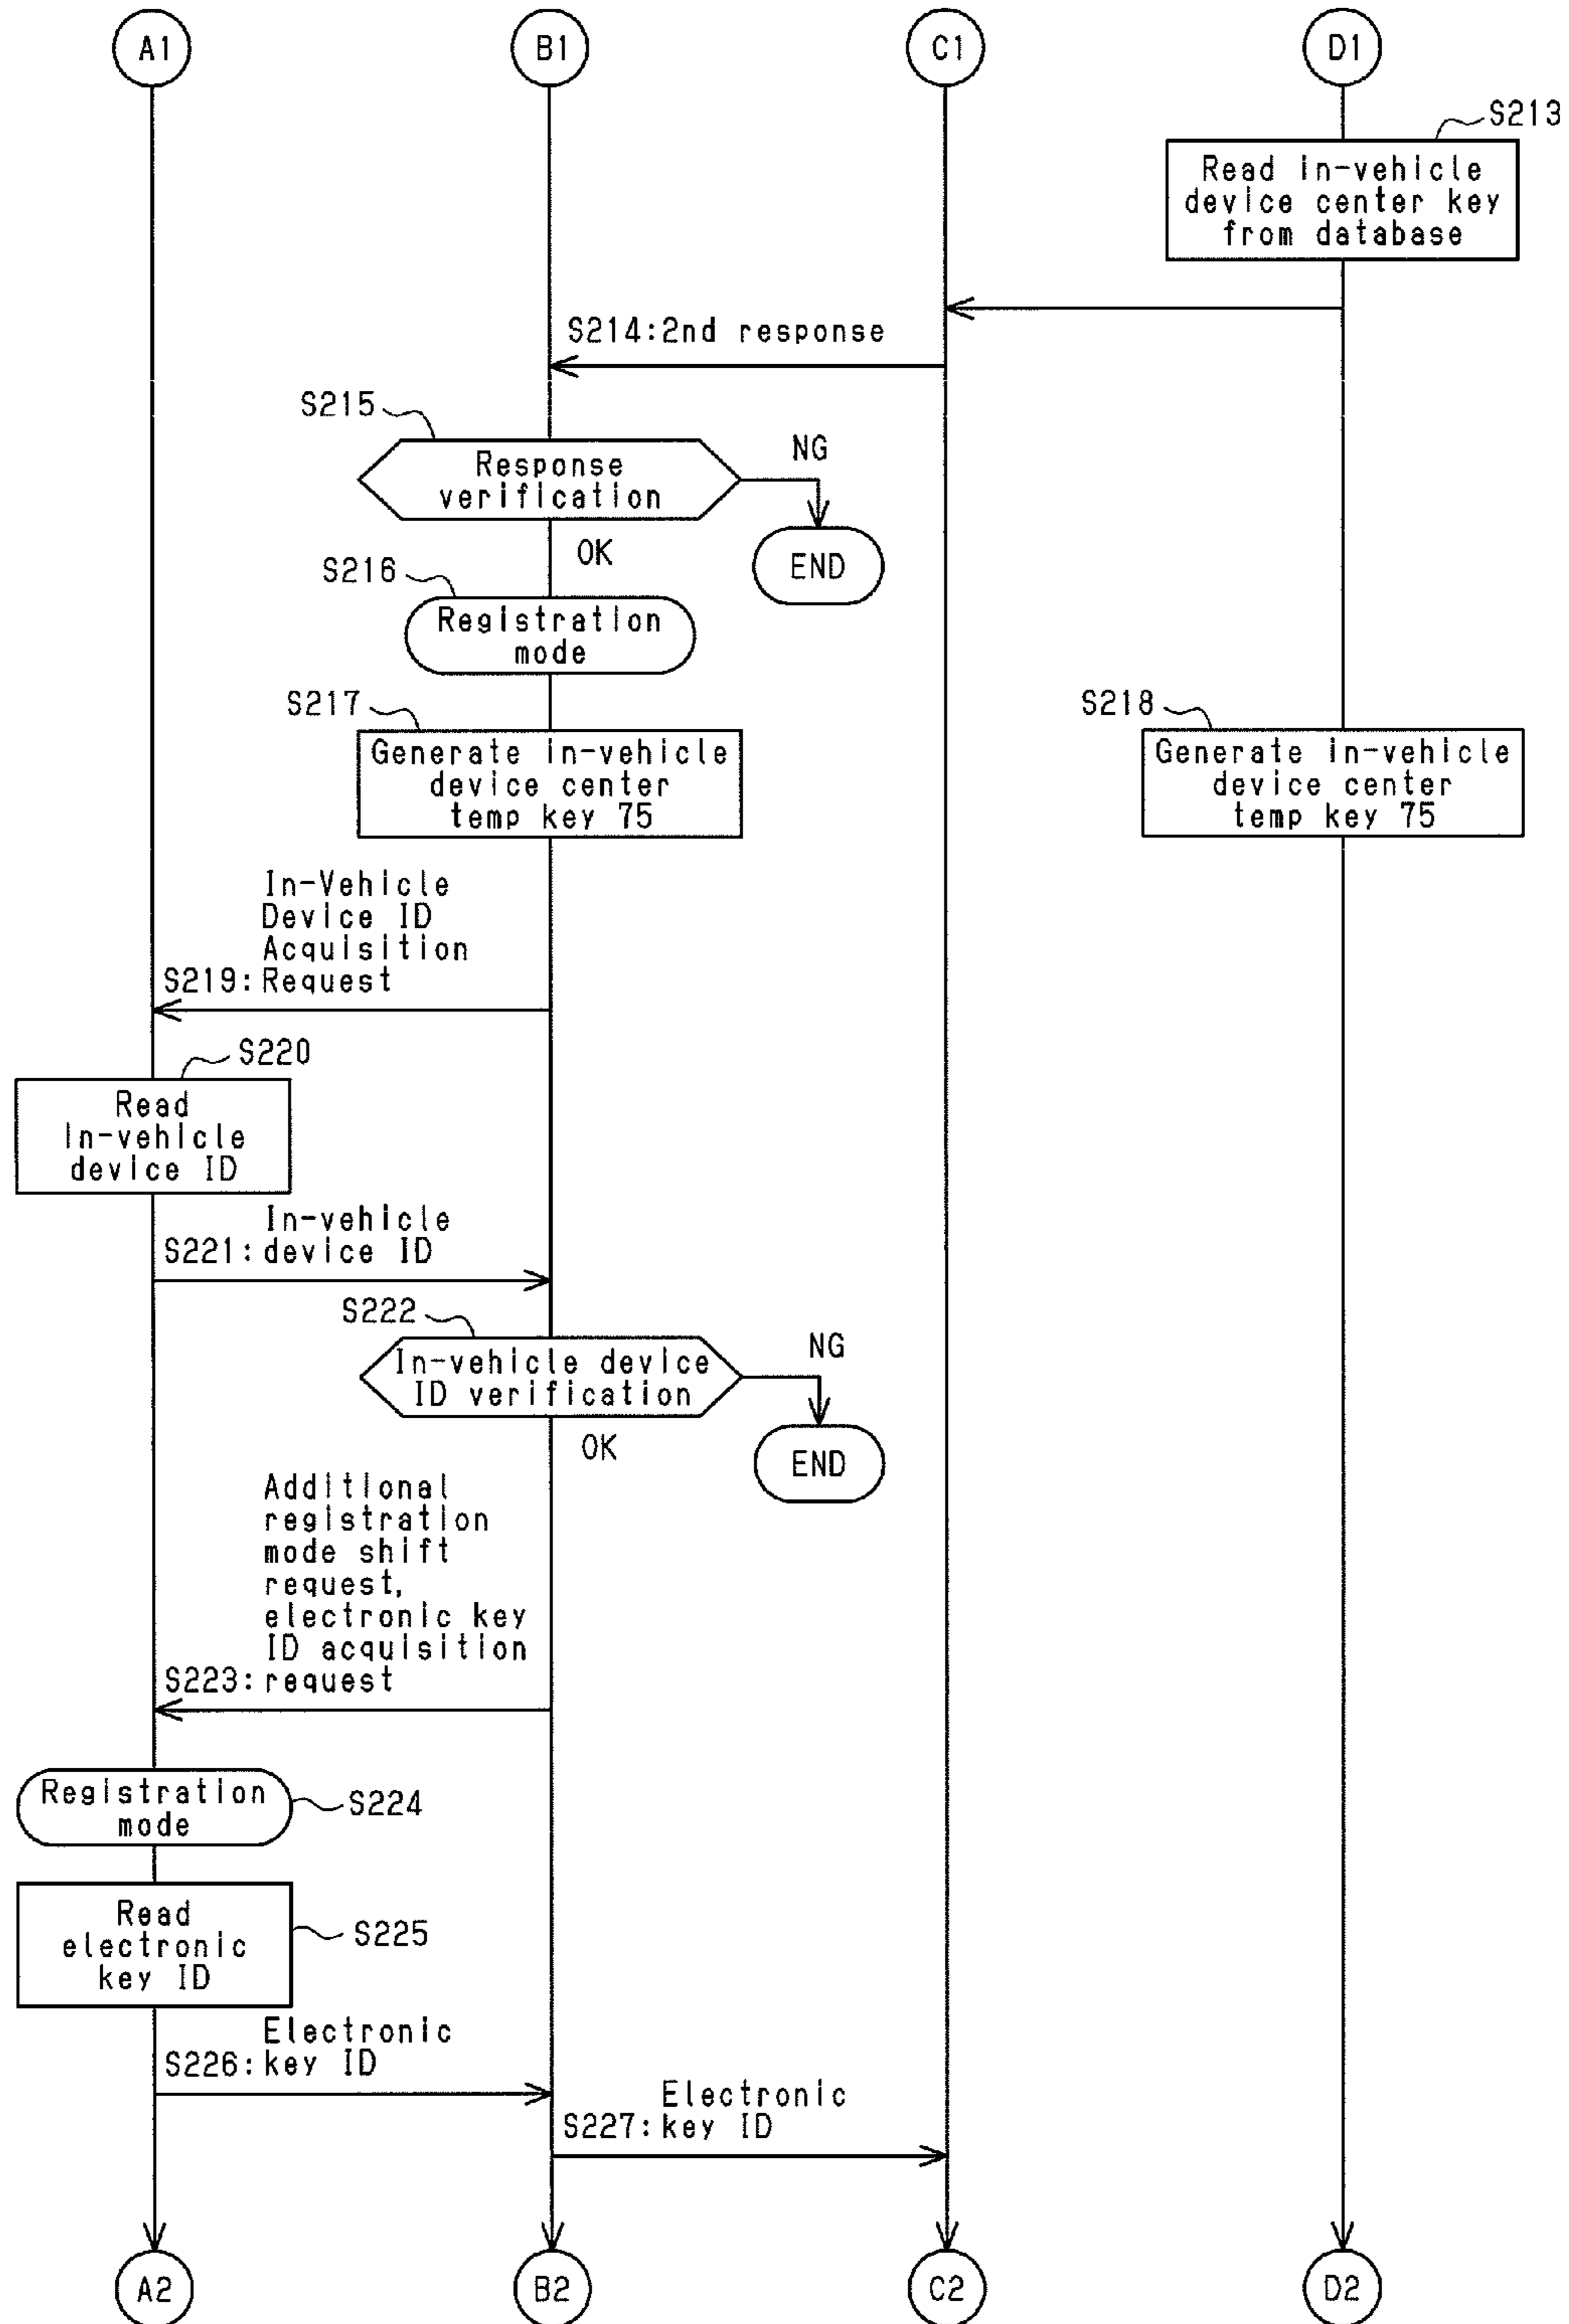 A1
B1
C1
D1
S213
Read in-vehicle
device center key
from database
S214:2nd response
S215
Response
verification
NG
END
OK
S216
Registration
mode
S217
Generate in-vehicle
device center
temp key 75
S218
Generate in-vehicle
device center
temp key 75
In-Vehicle
Device ID
Acquisition
S219:Request
S220
Read
in-vehicle
device ID
In-vehicle
S221:device ID
S222
In-vehicle device
ID verification
NG
END
OK
Additional
registration
mode shift
request,
electronic key
ID acquisition
S223:request
Registration
mode
S224
Read
electronic
key ID
S225
Electronic
S226:key ID
Electronic
S227:key ID
A2
B2
C2
D2